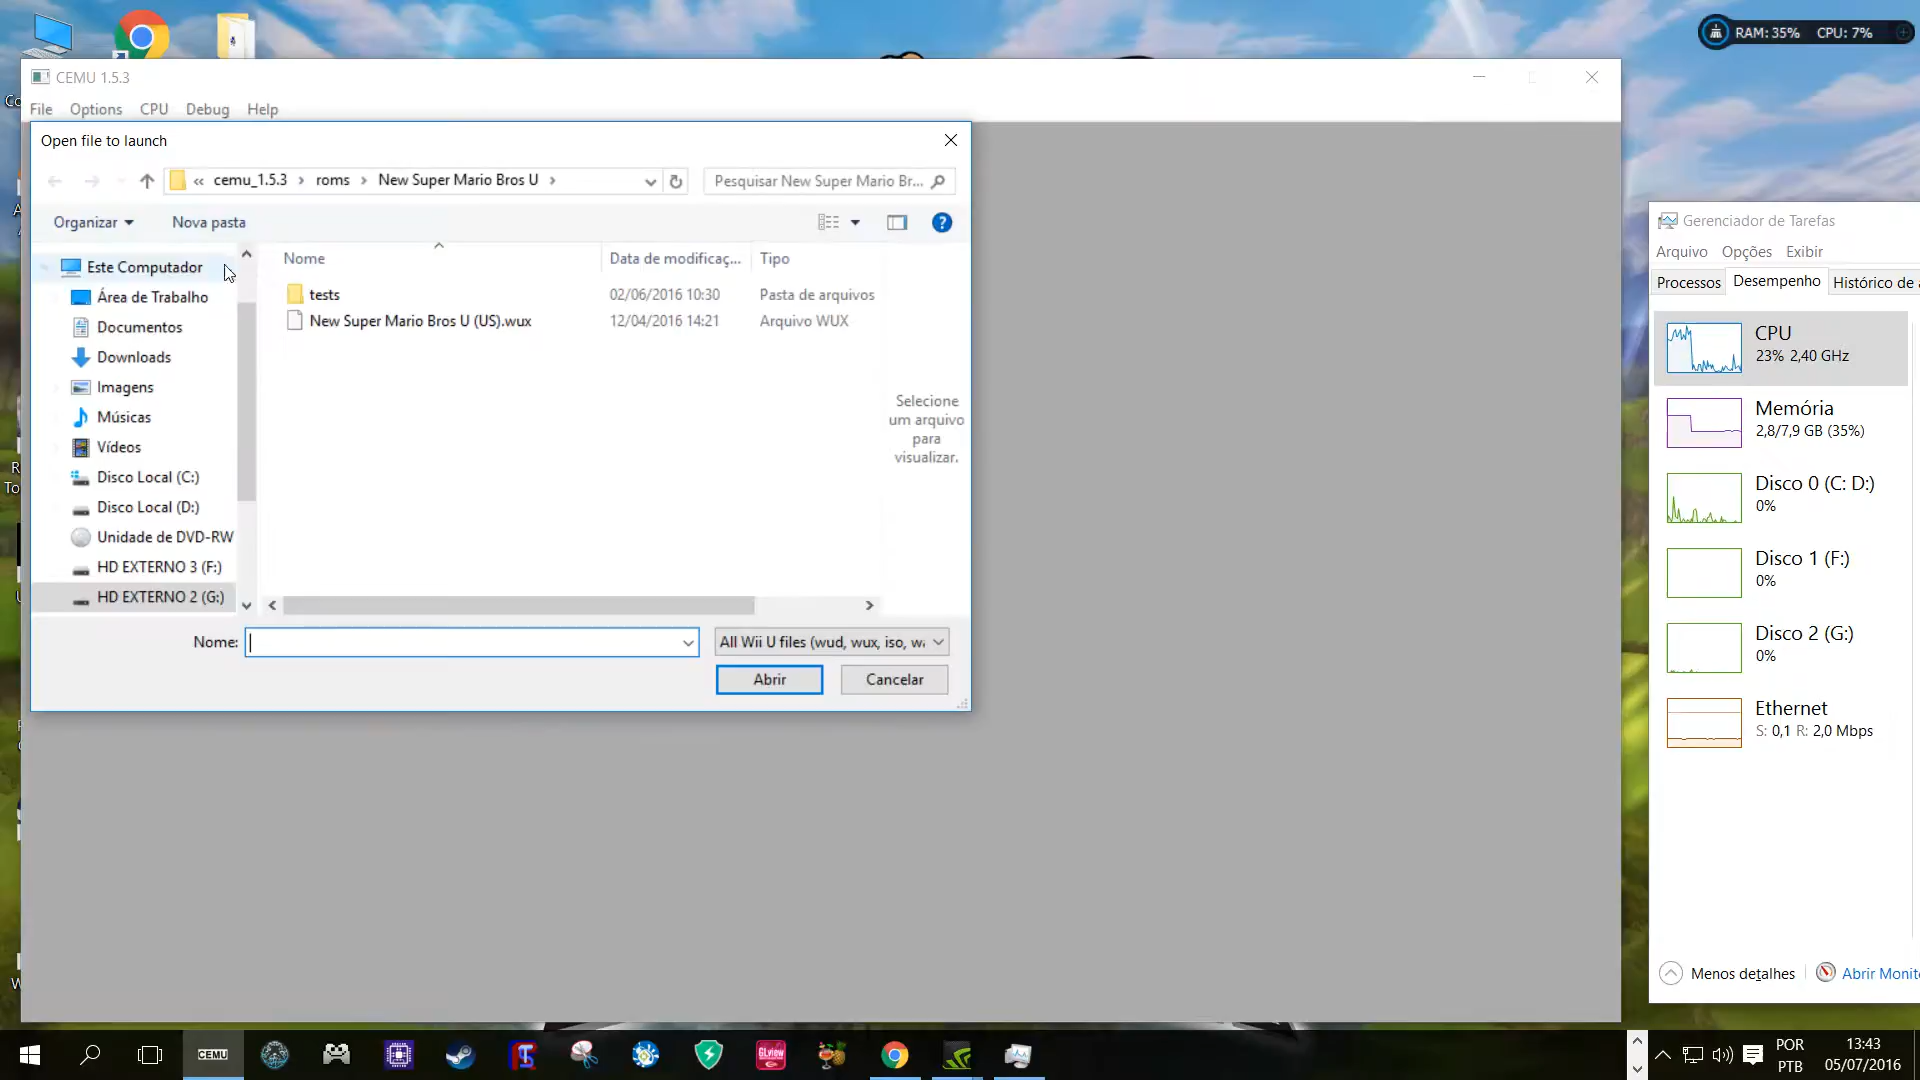 RAM: 35% CPU: 7%
CEMU 1.5.3
File Options CPU Debug Help
Open file to launch
« cemu_1.5.3 › roms › New Super Mario Bros U ›
Pesquisar New Super Mario Br...
Organizar Nova pasta
Nome Data de modificaç... Tipo
Este Computador
Área de Trabalho
Documentos
Downloads
Imagens
Músicas
Vídeos
Disco Local (C:)
Disco Local (D:)
Unidade de DVD-RW
HD EXTERNO 3 (F:)
HD EXTERNO 2 (G:)
tests 02/06/2016 10:30 Pasta de arquivos
New Super Mario Bros U (US).wux 12/04/2016 14:21 Arquivo WUX
Selecione
um arquivo
para
visualizar.
Nome:
All Wii U files (wud, wux, iso, w
Abrir Cancelar
Gerenciador de Tarefas
Arquivo Opções Exibir
Processos Desempenho Histórico de
CPU
23% 2,40 GHz
Memória
2,8/7,9 GB (35%)
Disco 0 (C: D:)
0%
Disco 1 (F:)
0%
Disco 2 (G:)
0%
Ethernet
S: 0,1 R: 2,0 Mbps
Menos detalhes Abrir Monit
CEMU
GLview
POR
PTB
13:43
05/07/2016